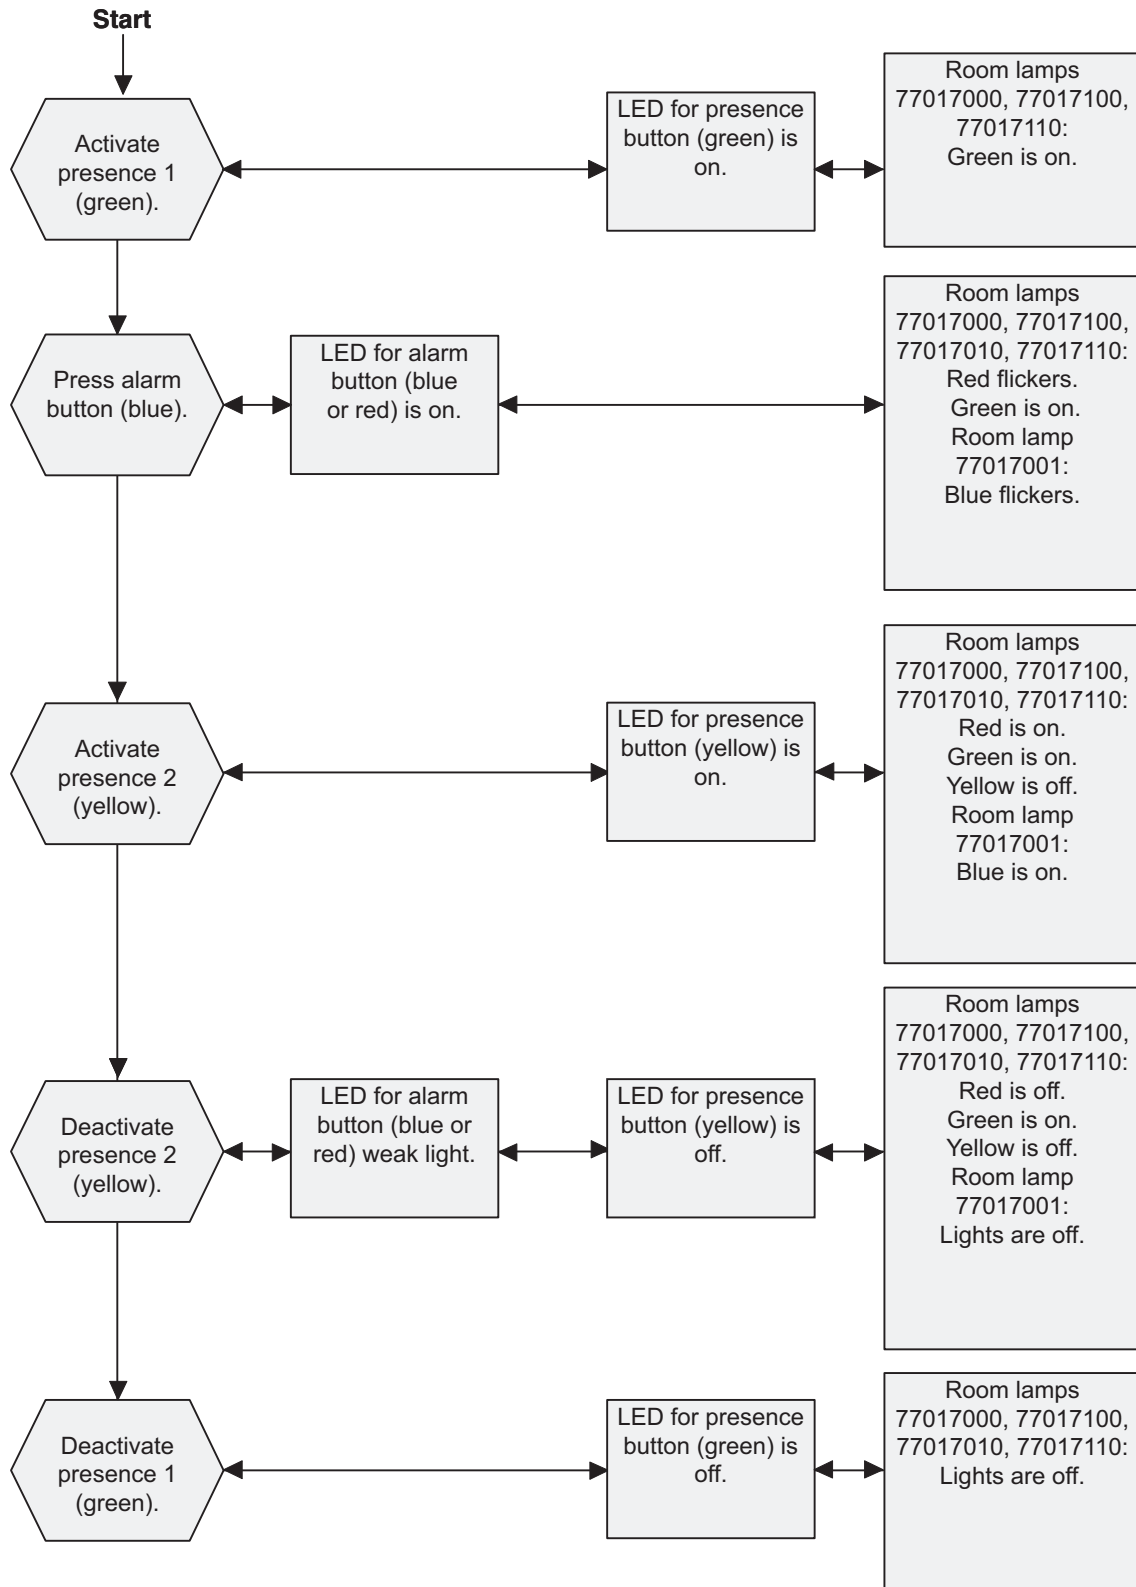 Start
Activate
presence 1
(green).
LED for presence
button (green) is
on.
Room lamps
77017000, 77017100,
77017110:
Green is on.
Press alarm
button (blue).
LED for alarm
button (blue
or red) is on.
Room lamps
77017000, 77017100,
77017010, 77017110:
Red flickers.
Green is on.
Room lamp
77017001:
Blue flickers.
Activate
presence 2
(yellow).
LED for presence
button (yellow) is
on.
Room lamps
77017000, 77017100,
77017010, 77017110:
Red is on.
Green is on.
Yellow is off.
Room lamp
77017001:
Blue is on.
Deactivate
presence 2
(yellow).
LED for alarm
button (blue or
red) weak light.
LED for presence
button (yellow) is
off.
Room lamps
77017000, 77017100,
77017010, 77017110:
Red is off.
Green is on.
Yellow is off.
Room lamp
77017001:
Lights are off.
Deactivate
presence 1
(green).
LED for presence
button (green) is
off.
Room lamps
77017000, 77017100,
77017010, 77017110:
Lights are off.